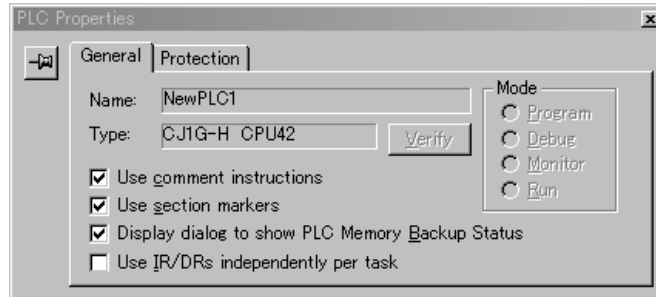 PLC Properties
General
Protection
Name: NewPLC1
Type: CJ1G-H CPU42
Verify
Mode
Program
Debug
Monitor
Run
Use comment instructions
Use section markers
Display dialog to show PLC Memory Backup Status
Use IR/DRs independently per task